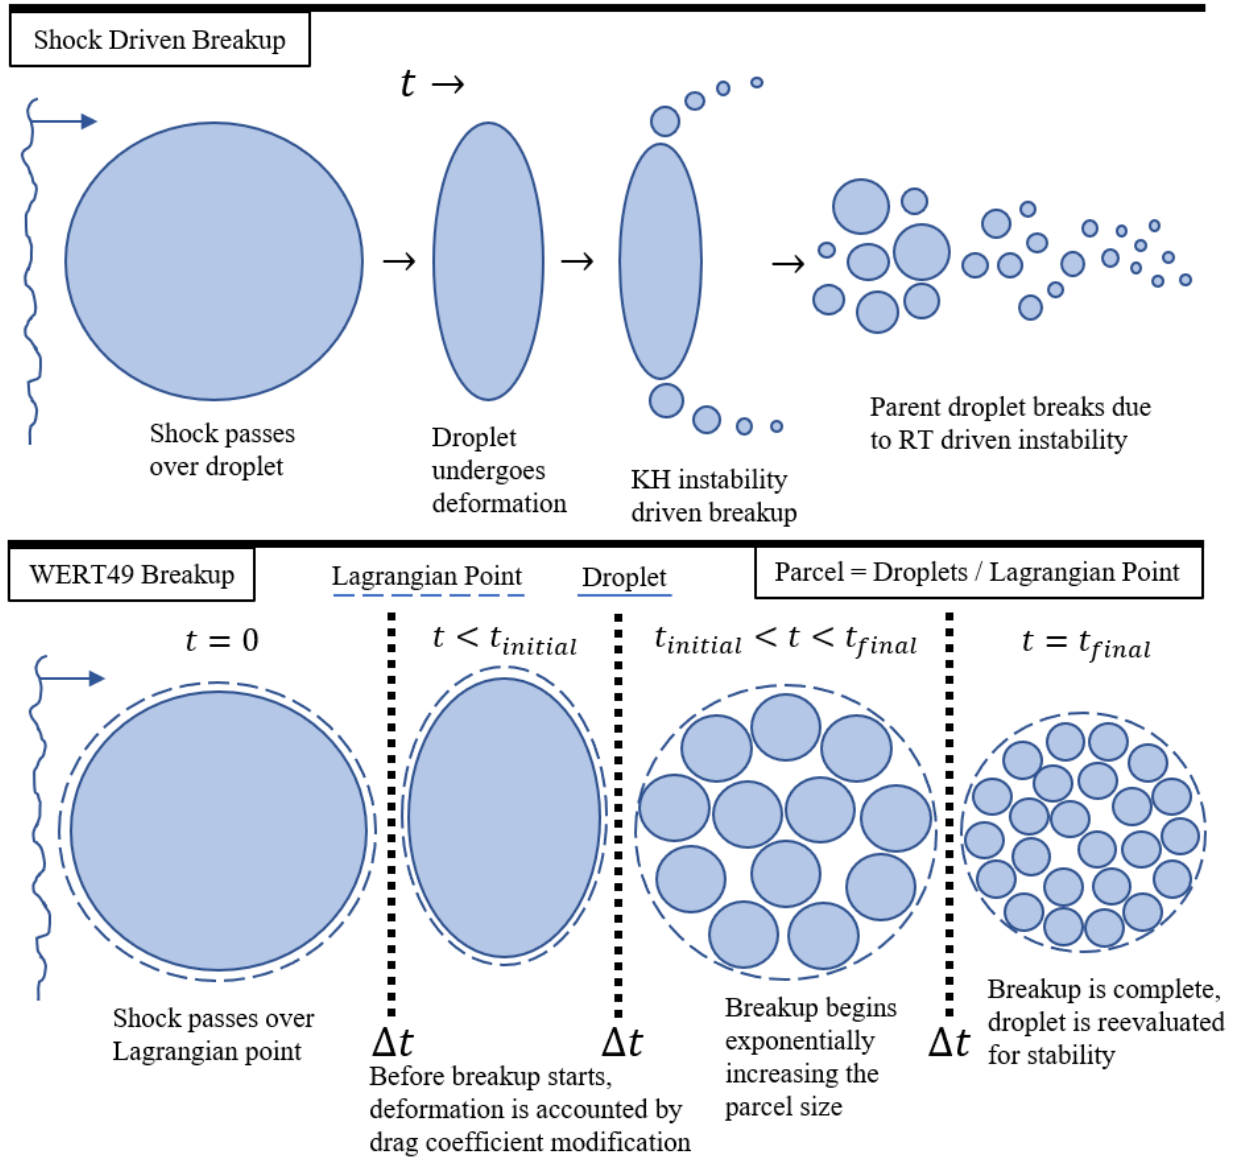 Shock Driven Breakup
t →
Shock passes
over droplet
Droplet
undergoes
deformation
KH instability
driven breakup
Parent droplet breaks due
to RT driven instability
WERT49 Breakup
Lagrangian Point
Droplet
Parcel = Droplets / Lagrangian Point
t = 0
t < t_initial
t_initial < t < t_final
t = t_final
Shock passes over
Lagrangian point
Δt
Before breakup starts,
deformation is accounted by
drag coefficient modification
Δt
Breakup begins
exponentially
increasing the
parcel size
Δt
Breakup is complete,
droplet is reevaluated
for stability